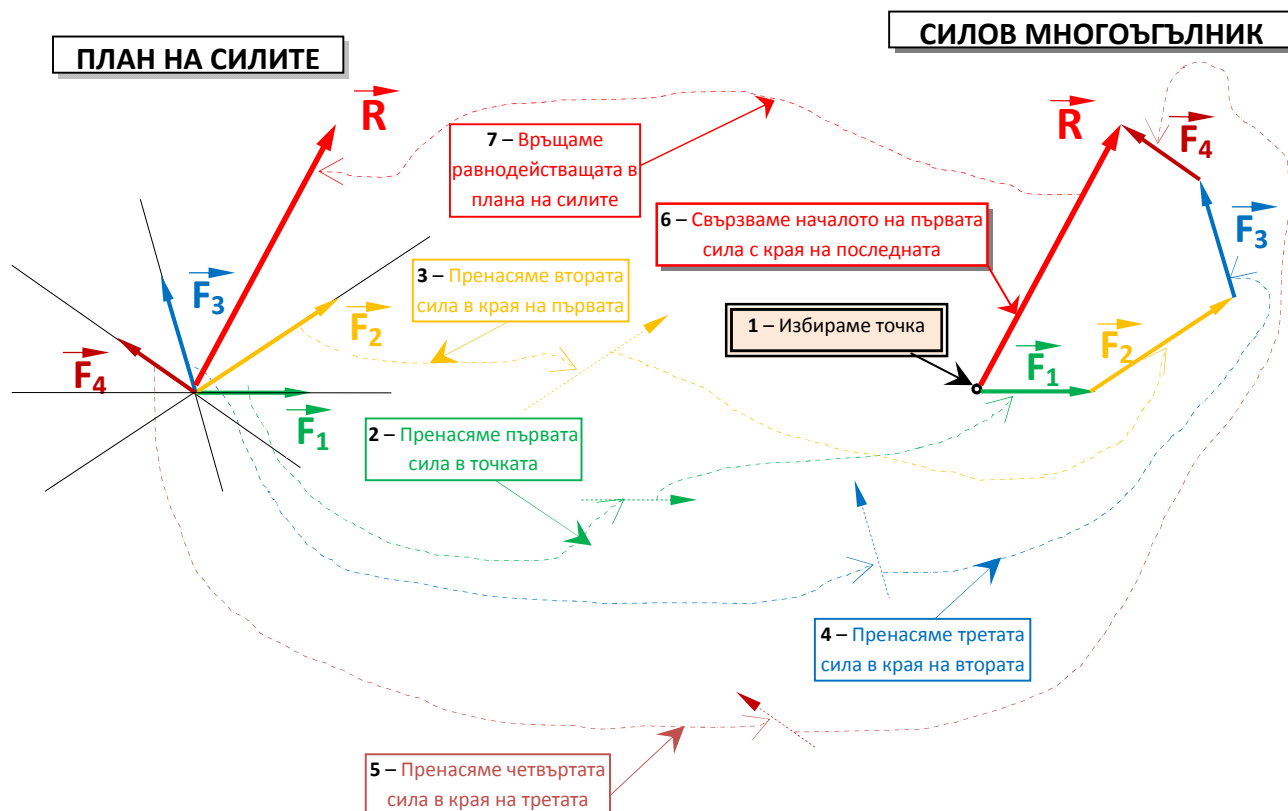 ПЛАН НА СИЛИТЕ
СИЛОВ МНОГОЪГЪЛНИК
R
7 – Връщаме
равнодействащата в
плана на силите
R
F4
6 – Свързваме началото на първата
сила с края на последната
F3
3 – Пренасяме втората
сила в края на първата
F3
F2
1 – Избираме точка
F2
F4
F1
F1
2 – Пренасяме първата
сила в точката
4 – Пренасяме третата
сила в края на втората
5 – Пренасяме четвъртата
сила в края на третата